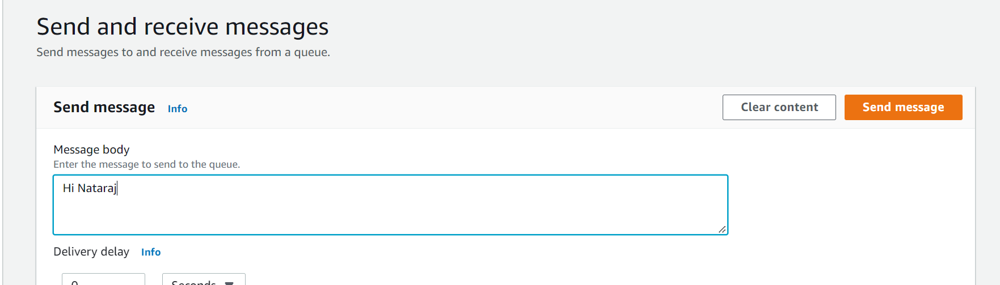 Send and receive messages
Send messages to and receive messages from a queue.
Send message Info Clear content Send message
Message body
Enter the message to send to the queue.
Hi Nataraj
Delivery delay Info
0 Seconds